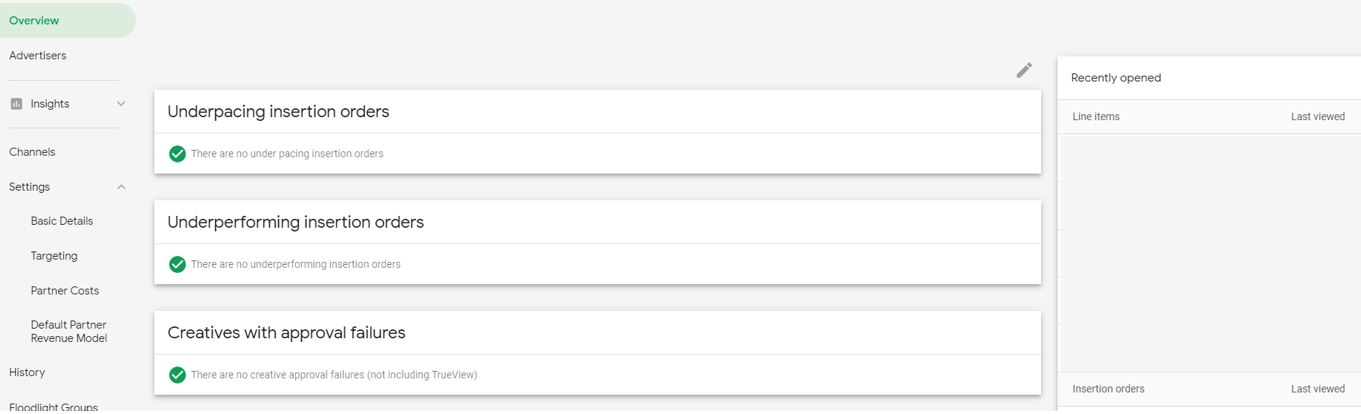 Overview
Advertisers
Insights
Channels
Settings
Basic Details
Targeting
Partner Costs
Default Partner
Revenue Model
History
Floodlight Groups
Underpacing insertion orders
There are no under pacing insertion orders
Underperforming insertion orders
There are no underperforming insertion orders
Creatives with approval failures
There are no creative approval failures (not including TrueView)
Recently opened
Line items Last viewed
Insertion orders Last viewed